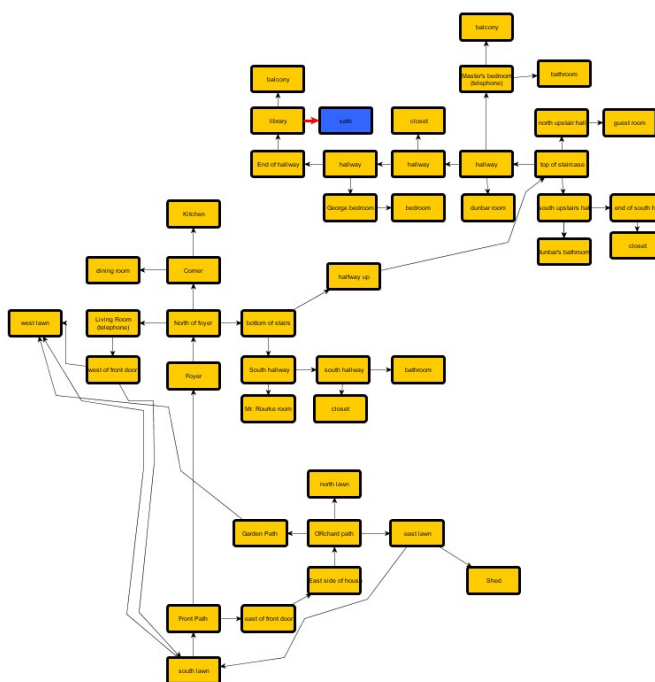 balcony
Master's bedroom
(telephone)
bathroom
balcony
library
safe
closet
north upstair hall
guest room
End of hallway
hallway
hallway
hallway
top of staircase
George bedroom
bedroom
dunbar room
south upstairs hall
end of south h
Kitchen
dunbar's bathroom
closet
dining room
Corner
halfway up
west lawn
Living Room
(telephone)
North of foyer
bottom of stairs
west of front door
Foyer
South hallway
south hallway
bathroom
Mr. Rourke room
closet
north lawn
Garden Path
ORchard path
east lawn
East side of house
Shed
Front Path
east of front door
south lawn